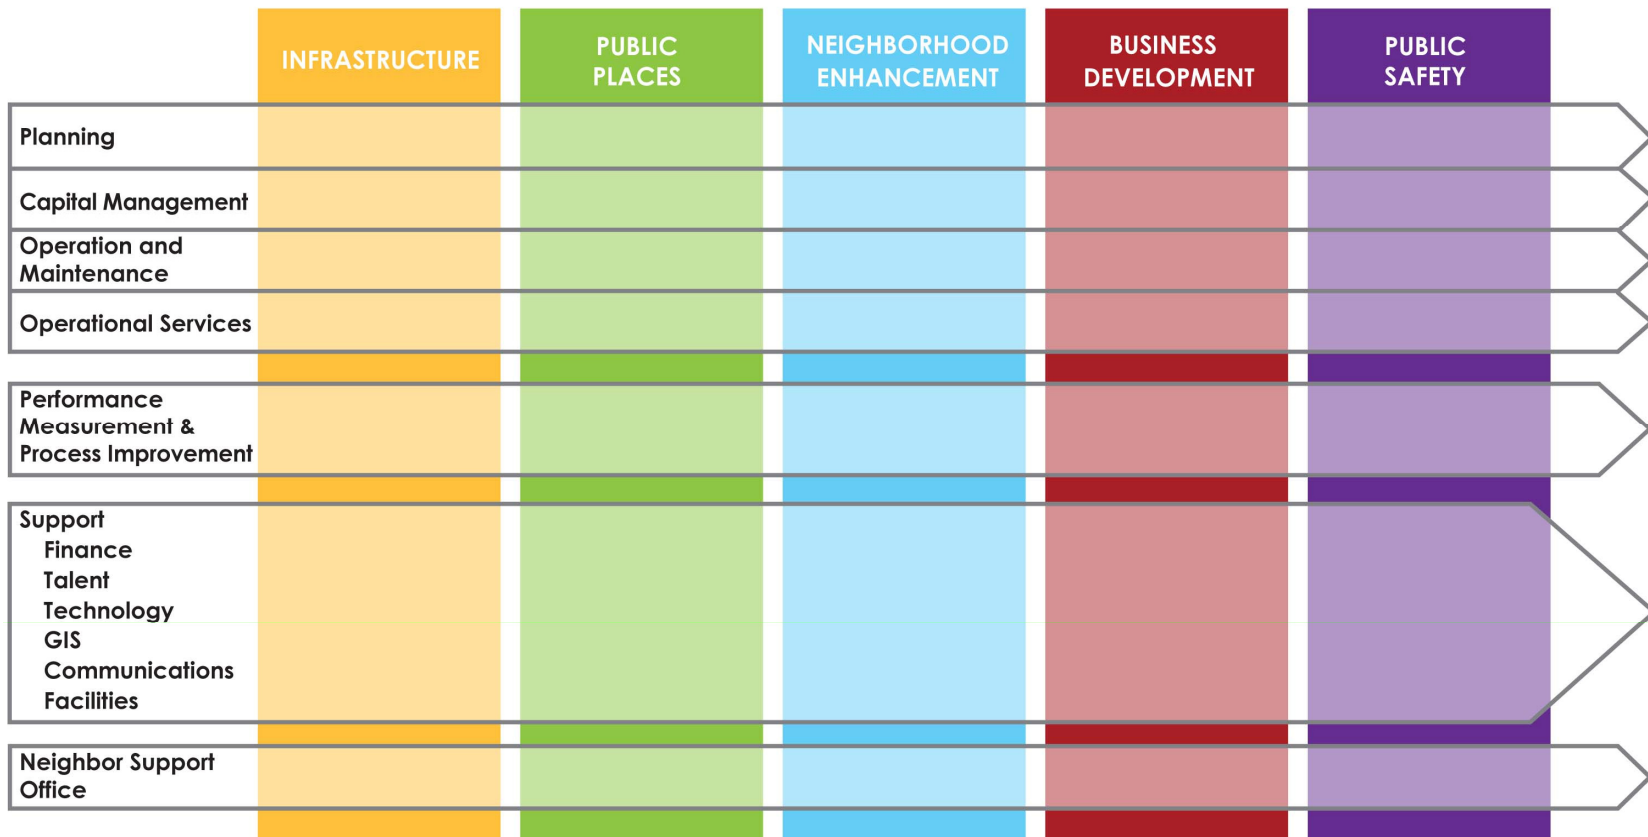 INFRASTRUCTURE
PUBLIC
PLACES
NEIGHBORHOOD
ENHANCEMENT
BUSINESS
DEVELOPMENT
PUBLIC
SAFETY
Planning
Capital Management
Operation and
Maintenance
Operational Services
Performance
Measurement &
Process Improvement
Support
Finance
Talent
Technology
GIS
Communications
Facilities
Neighbor Support
Office